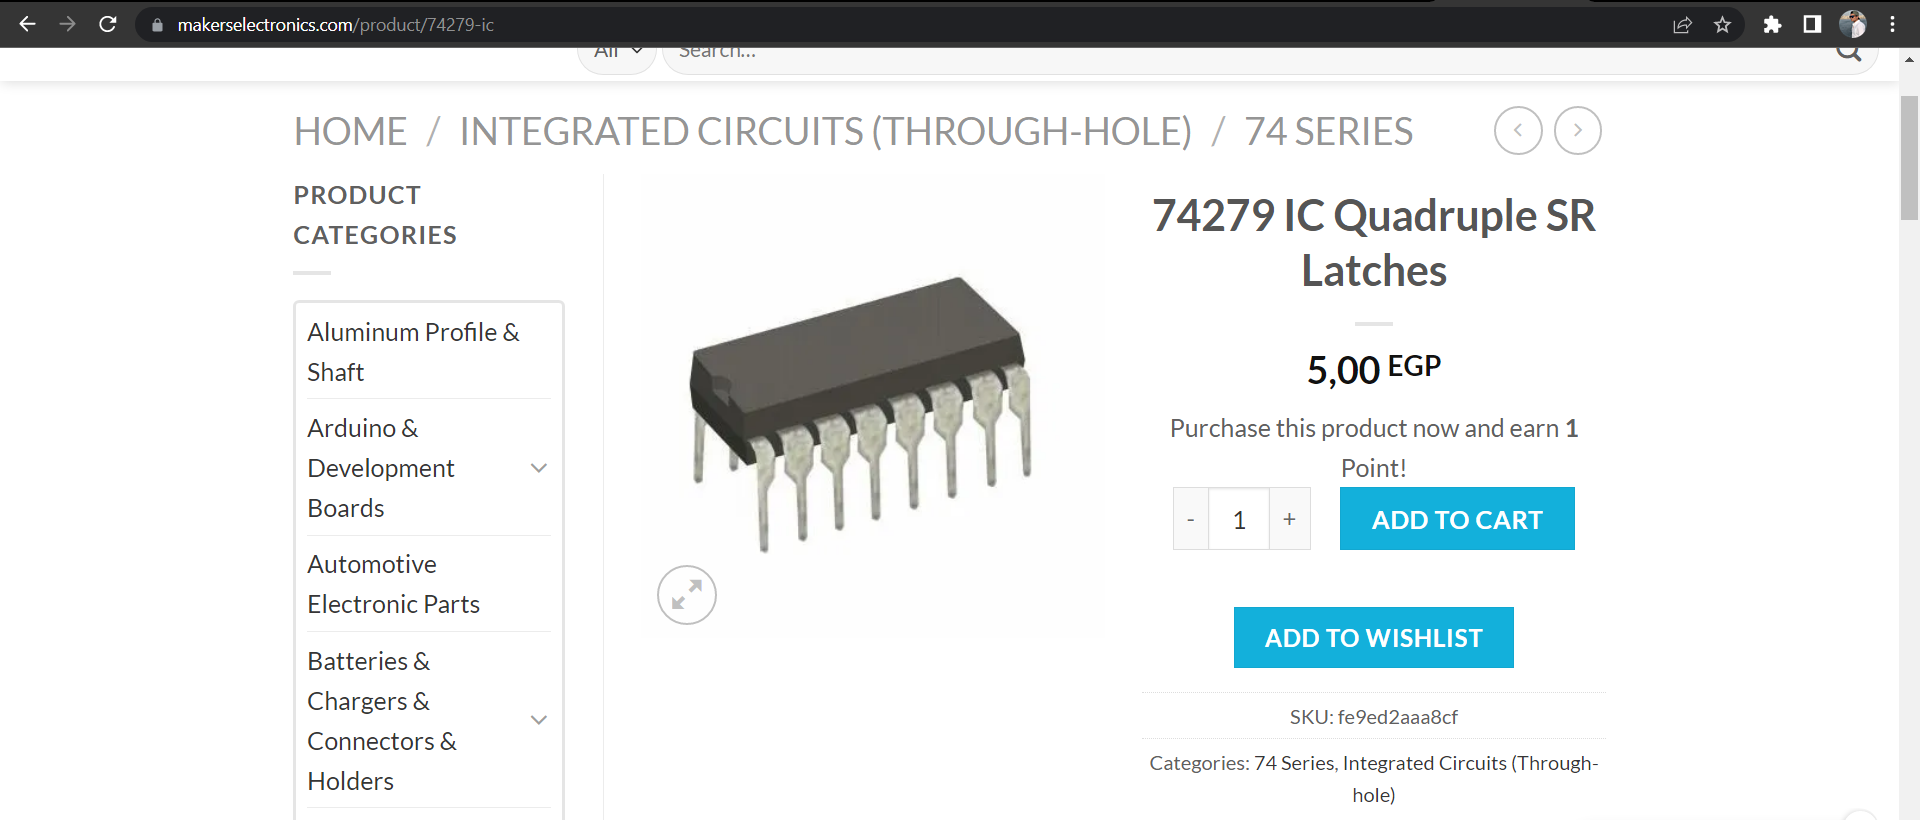 makerselectronics.com/product/74279-ic
All
Search...
HOME / INTEGRATED CIRCUITS (THROUGH-HOLE) / 74 SERIES
PRODUCT
CATEGORIES
Aluminum Profile &
Shaft
Arduino &
Development
Boards
Automotive
Electronic Parts
Batteries &
Chargers &
Connectors &
Holders
74279 IC Quadruple SR
Latches
5,00 EGP
Purchase this product now and earn 1
Point!
- 1 +
ADD TO CART
ADD TO WISHLIST
SKU: fe9ed2aaa8cf
Categories: 74 Series, Integrated Circuits (Through-
hole)